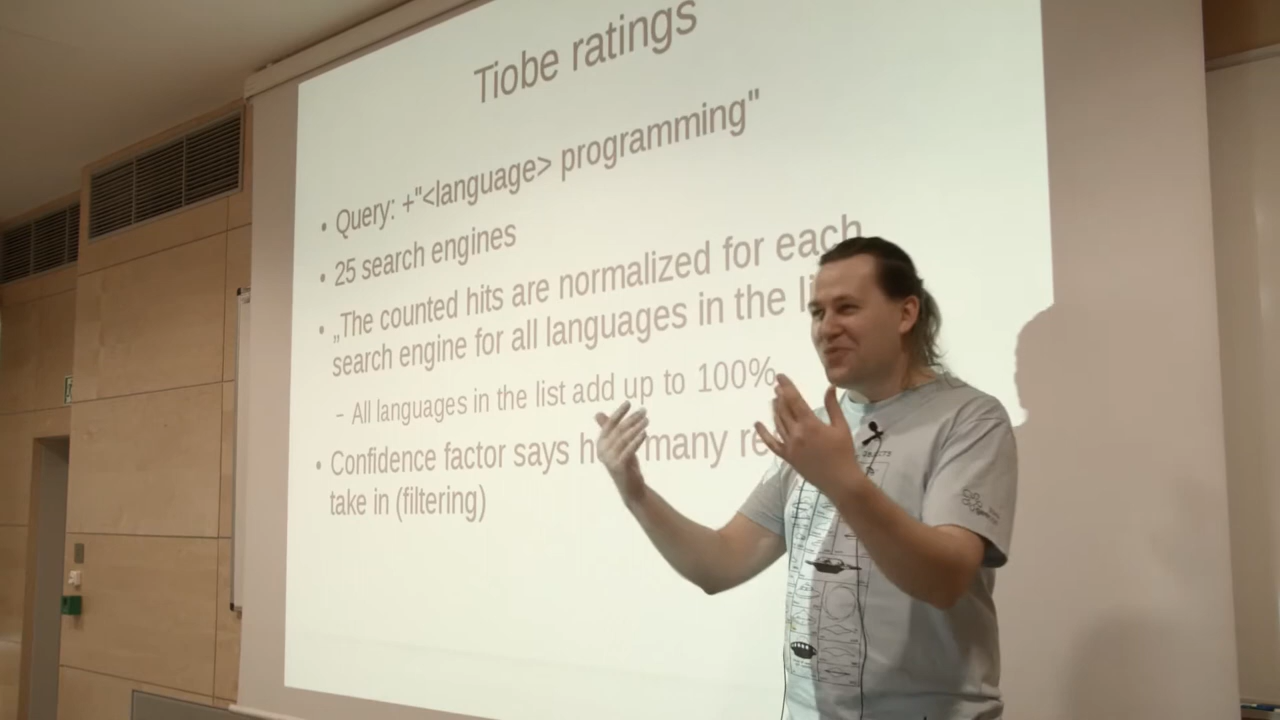 Tiobe ratings
• Query: +"<language> programming"
• 25 search engines
• „The counted hits are normalized for each
search engine for all languages in the
– All languages in the list add up to 100%
• Confidence factor says many
take in (filtering)